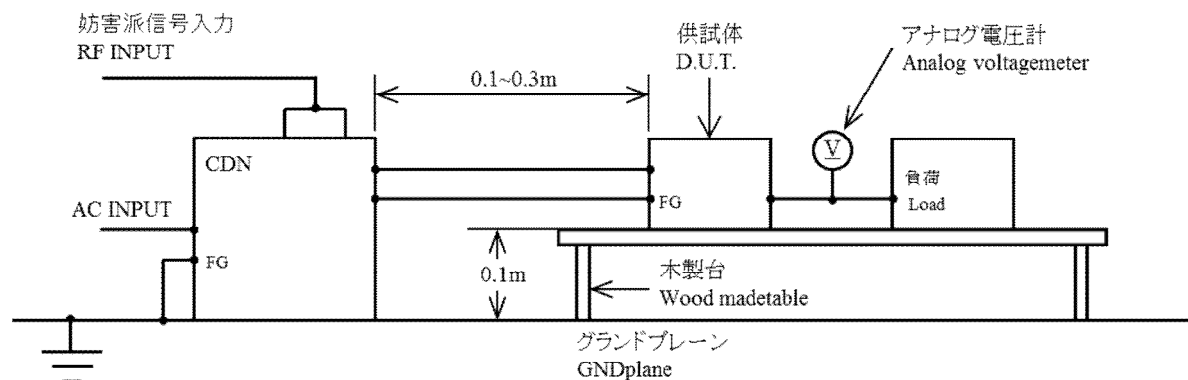 妨害派信号入力
RF INPUT
供試体
D.U.T.
アナログ電圧計
Analog voltagemeter
0.1~0.3m
CDN
V
負荷
Load
AC INPUT
FG
FG
0.1m
木製台
Wood madetable
グランドプレーン
GNDplane